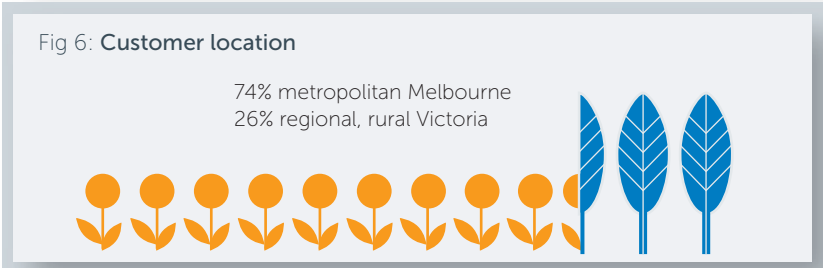 Fig 6: Customer location
74% metropolitan Melbourne
26% regional, rural Victoria